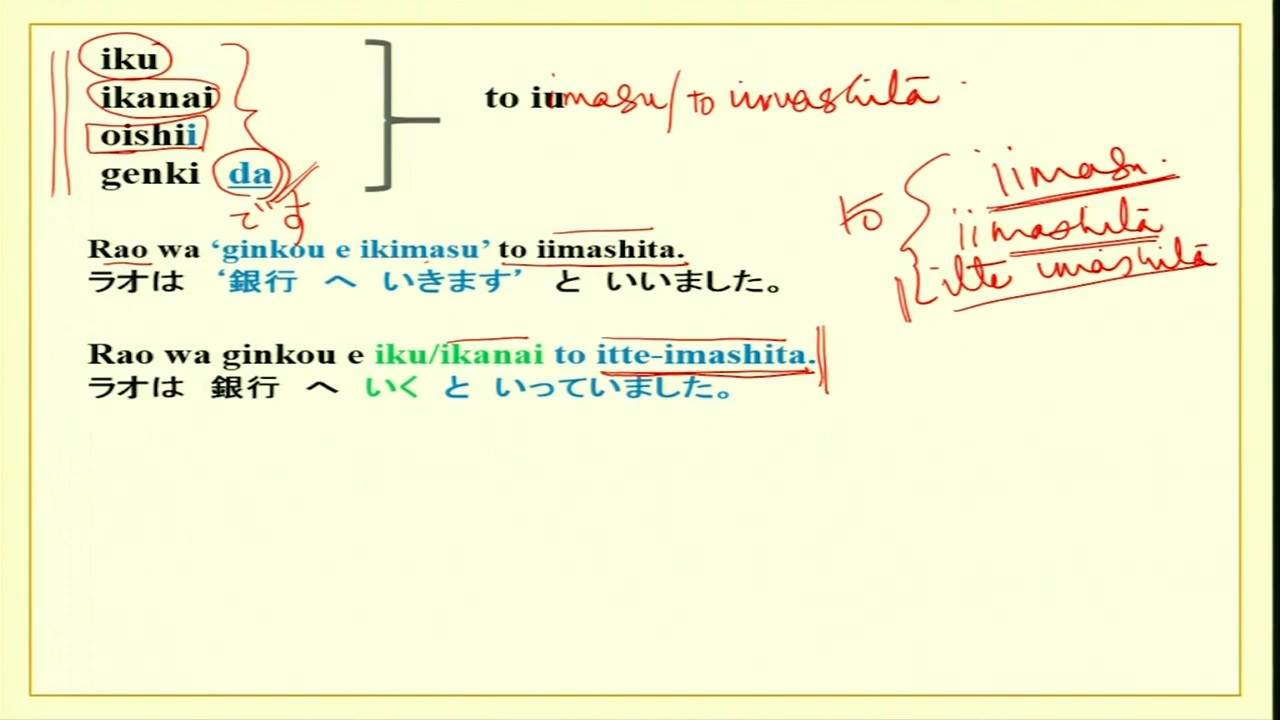 iku
ikanai
to iu imasu / to iimashitā
oishii
genki da
です
to
iimasu.
iimashitā
itte imashitā
Rao wa ‘ginkou e ikimasu’ to iimashita.
ラオは ‘銀行 へ いきます’ と いいました。
Rao wa ginkou e iku/ikanai to itte-imashita.
ラオは 銀行 へ いく と いっていました。